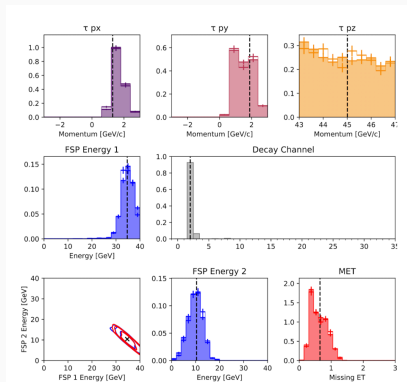 τ px
τ py
τ pz
1.0
0.8
0.6
0.4
0.2
0.0
0.6
0.4
0.2
0.0
0.3
0.2
0.1
0.0
−2 0 2
−2 0 2
43 44 45 46 47
Momentum [GeV/c]
Momentum [GeV/c]
Momentum [GeV/c]
FSP Energy 1
Decay Channel
0.15
0.10
0.05
0.00
1.0
0.5
0.0
0 10 20 30 40
0 5 10 15 20 25 30 35
Energy [GeV]
FSP Energy 2
MET
FSP 2 Energy [GeV]
40
30
20
10
0
0.15
0.10
0.05
0.00
2.0
1.5
1.0
0.5
0.0
0 10 20 30 40
0 10 20 30
0 1 2 3
FSP 1 Energy [GeV]
Energy [GeV]
Missing ET